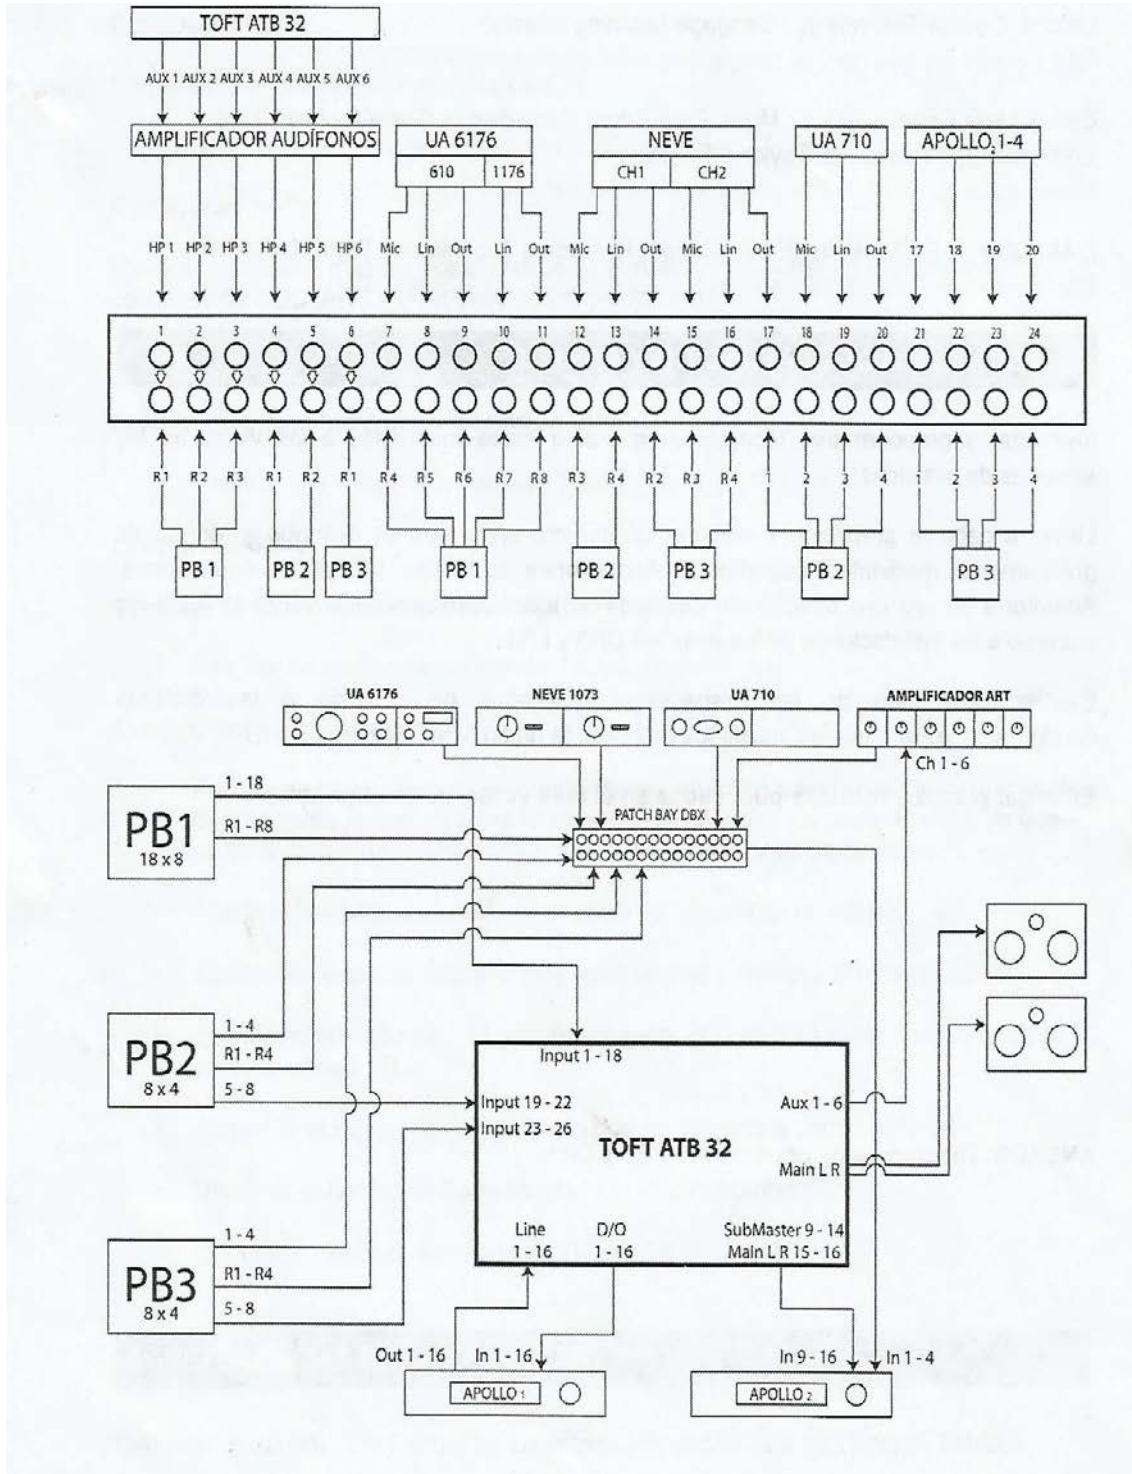 TOFT ATB 32
AUX 1 AUX 2 AUX 3 AUX 4 AUX 5 AUX 6
AMPLIFICADOR AUDÍFONOS
UA 6176
610 1176
NEVE
CH1 CH2
UA 710
APOLLO 1-4
HP 1 HP 2 HP 3 HP 4 HP 5 HP 6 Mic Lin Out Lin Out Mic Lin Out Mic Lin Out Mic Lin Out 17 18 19 20
1 2 3 4 5 6 7 8 9 10 11 12 13 14 15 16 17 18 19 20 21 22 23 24
R1 R2 R3 R1 R2 R1 R4 R5 R6 R7 R8 R3 R4 R2 R3 R4 1 2 3 4 1 2 3 4
PB 1 PB 2 PB 3 PB 1 PB 2 PB 3 PB 2 PB 3
UA 6176 NEVE 1073 UA 710 AMPLIFICADOR ART
Ch 1 - 6
PATCH BAY DBX
PB1
18 x 8
1 - 18
R1 - R8
PB2
8 x 4
1 - 4
R1 - R4
5 - 8
PB3
8 x 4
1 - 4
R1 - R4
5 - 8
Input 1 - 18
Input 19 - 22
Input 23 - 26
TOFT ATB 32
Aux 1 - 6
Main L R
Line
1 - 16
D/O
1 - 16
SubMaster 9 - 14
Main L R 15 - 16
Out 1 - 16 In 1 - 16
In 9 - 16 In 1 - 4
APOLLO 1
APOLLO 2